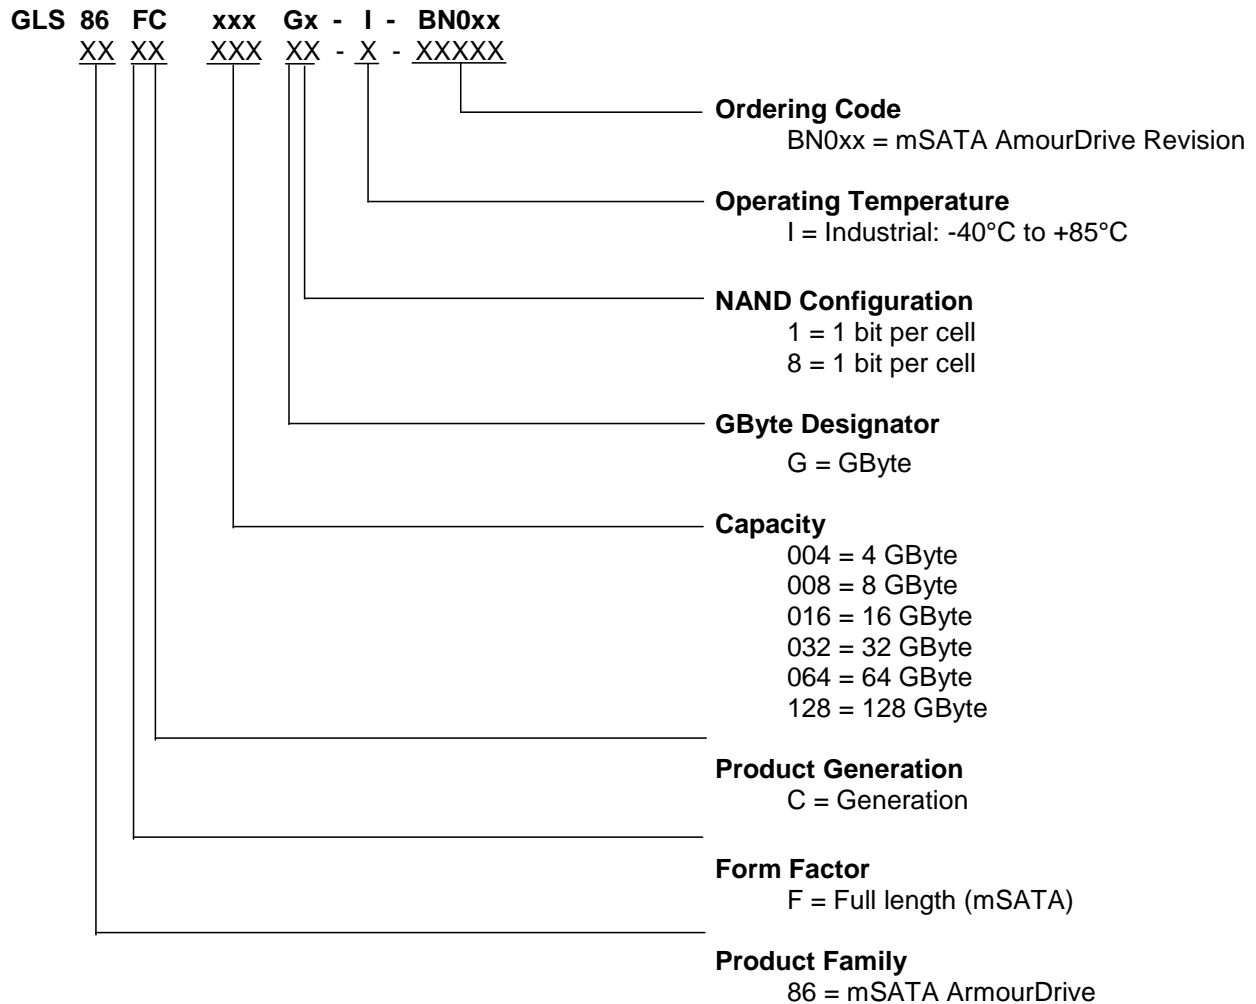 GLS 86 FC xxx Gx - I - BN0xx
XX XX XXX XX - X - XXXXX
Ordering Code
BN0xx = mSATA AmourDrive Revision
Operating Temperature
I = Industrial: -40°C to +85°C
NAND Configuration
1 = 1 bit per cell
8 = 1 bit per cell
GByte Designator
G = GByte
Capacity
004 = 4 GByte
008 = 8 GByte
016 = 16 GByte
032 = 32 GByte
064 = 64 GByte
128 = 128 GByte
Product Generation
C = Generation
Form Factor
F = Full length (mSATA)
Product Family
86 = mSATA ArmourDrive